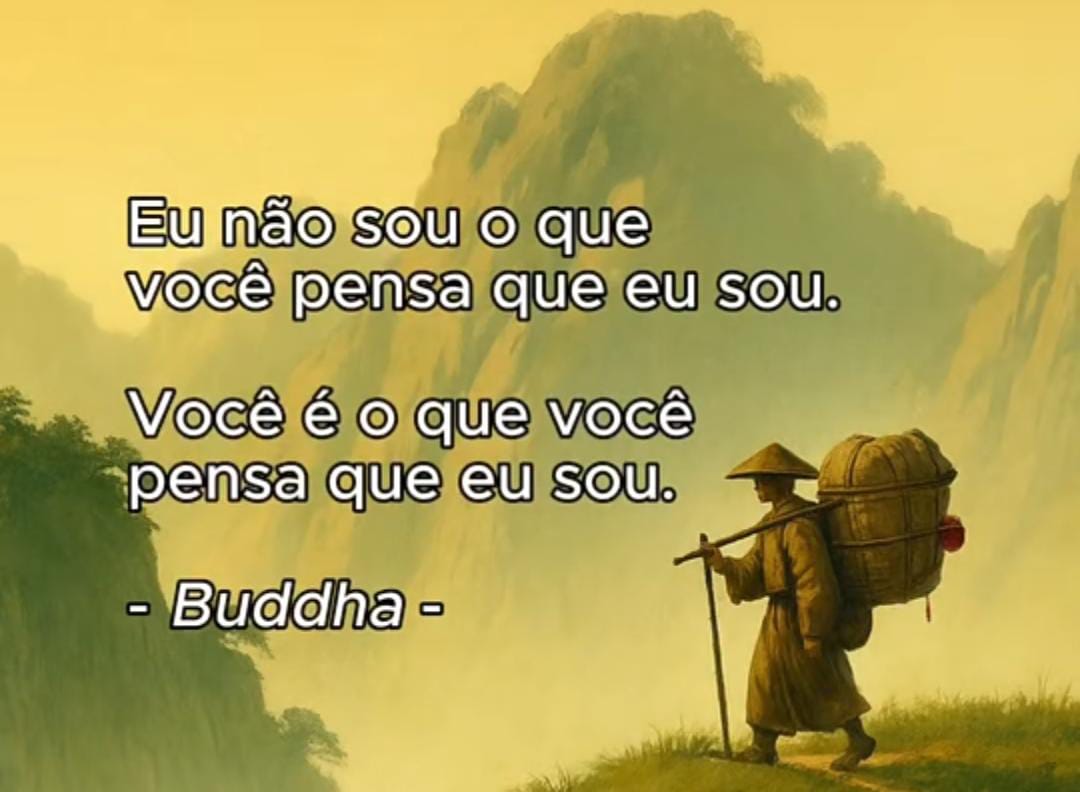 Eu não sou o que
você pensa que eu sou.
Você é o que você
pensa que eu sou.
- Buddha -